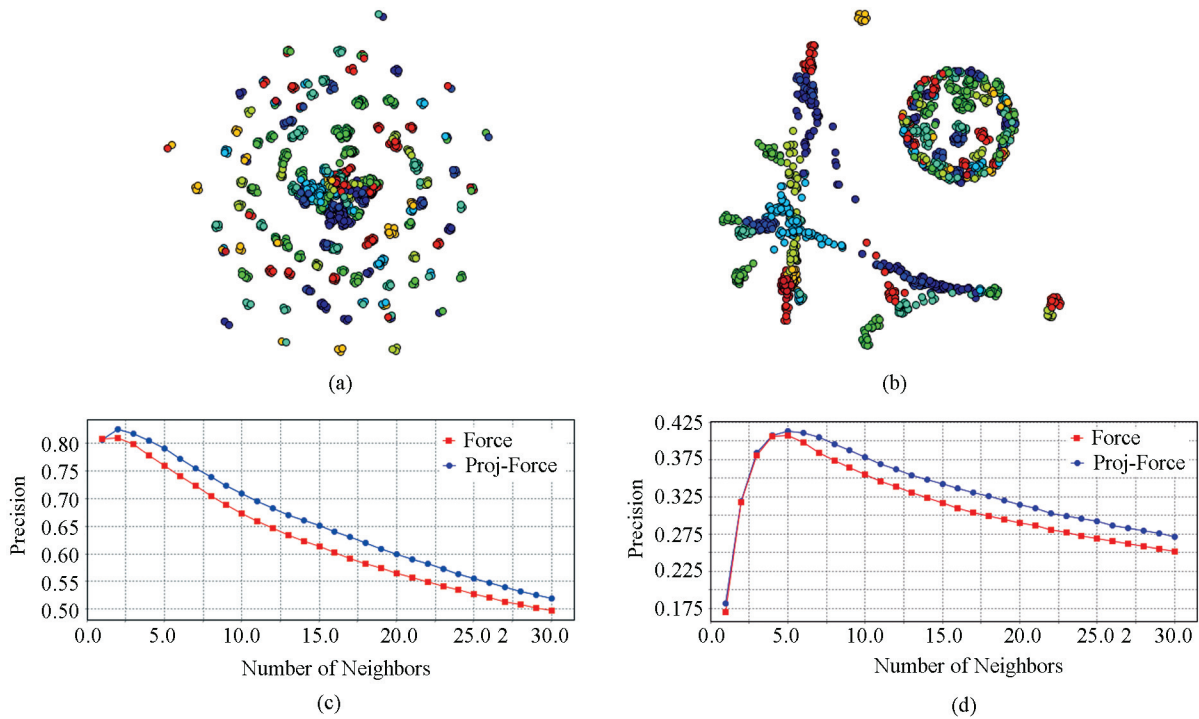 (a)
(b)
0.80
0.75
0.70
0.65
0.60
0.55
0.50
Precision
Force
Proj-Force
0.0 5.0 10.0 15.0 20.0 25.0 2 30.0
Number of Neighbors
(c)
0.425
0.375
0.325
0.275
0.225
0.175
Precision
Force
Proj-Force
0.0 5.0 10.0 15.0 20.0 25.0 2 30.0
Number of Neighbors
(d)